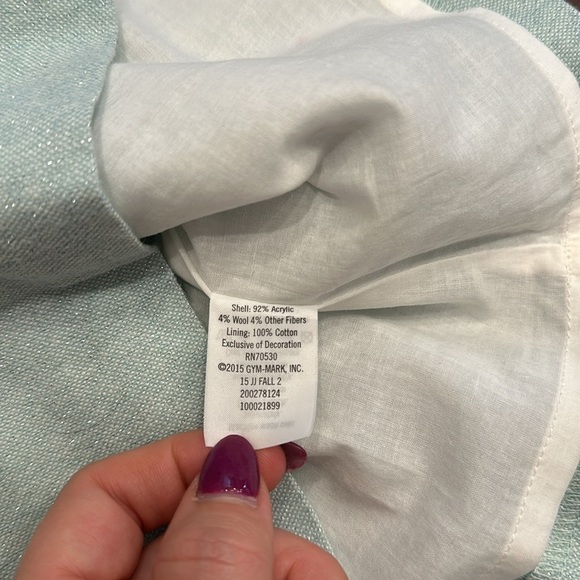 Shell: 92% Acrylic
4% Wool 4% Other Fibers
Lining: 100% Cotton
Exclusive of Decoration
RN70530
©2015 GYM-MARK, INC.
15 JJ FALL 2
200278124
100021899